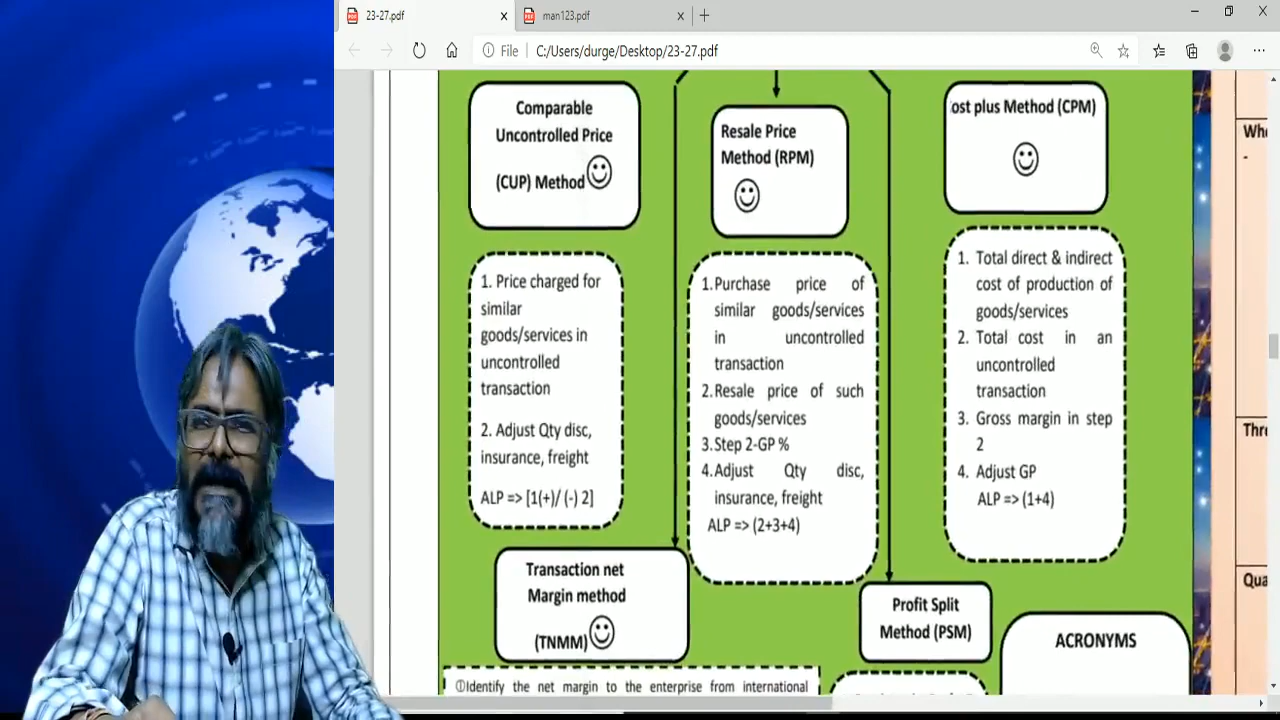 23-27.pdf
man123.pdf
File
C:/Users/durge/Desktop/23-27.pdf
Comparable
Uncontrolled Price
(CUP) Method
Resale Price
Method (RPM)
ost plus Method (CPM)
1. Price charged for
similar
goods/services in
uncontrolled
transaction
2. Adjust Qty disc,
insurance, freight
ALP => [1(+)/ (-) 2]
1. Purchase price of
similar goods/services
in uncontrolled
transaction
2. Resale price of such
goods/services
3. Step 2-GP %
4. Adjust Qty disc,
insurance, freight
ALP => (2+3+4)
1. Total direct & indirect
cost of production of
goods/services
2. Total cost in an
uncontrolled
transaction
3. Gross margin in step
2
4. Adjust GP
ALP => (1+4)
Transaction net
Margin method
(TNMM)
Profit Split
Method (PSM)
ACRONYMS
①Identify the net margin to the enterprise from international
Whe
-
Thr
Qua